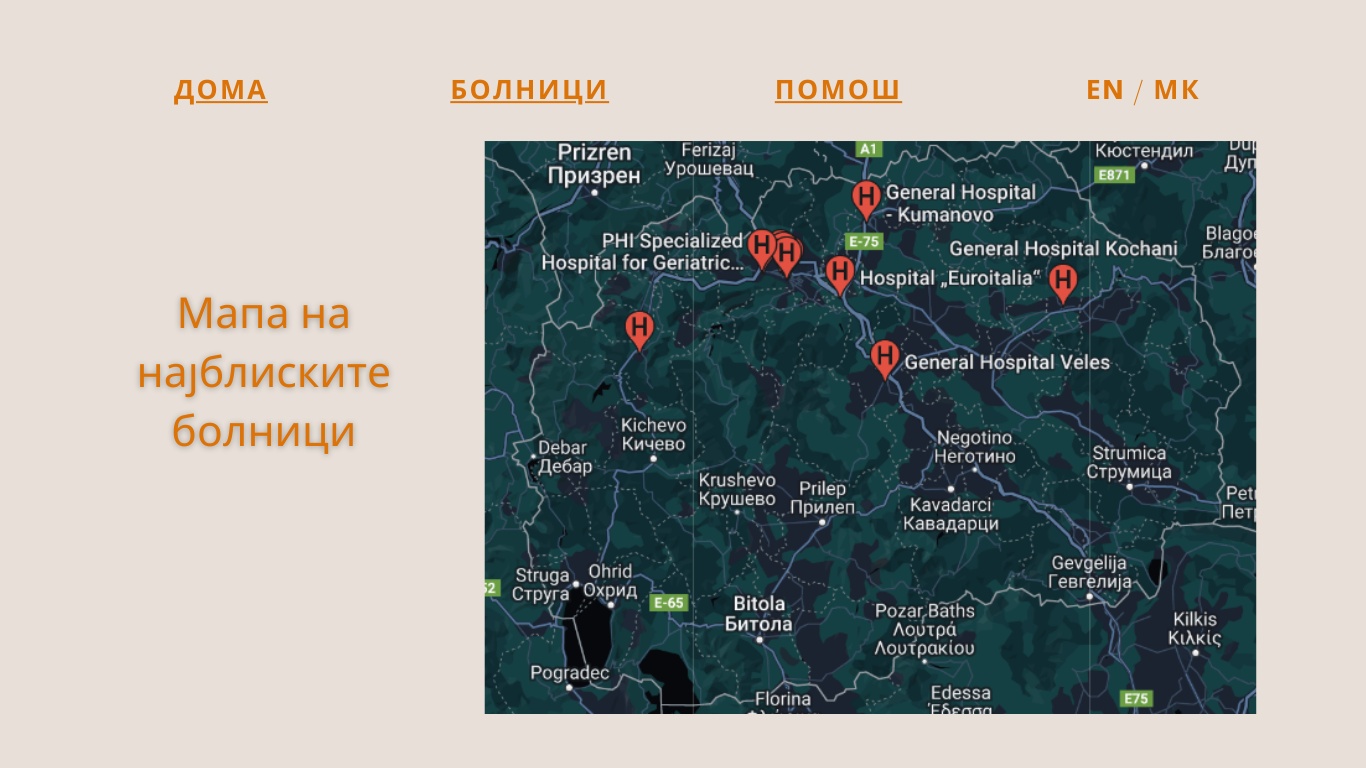 ДОМА
БОЛНИЦИ
ПОМОШ
EN / МК
Мапа на
најблиските
болници
Prizren
Призрен
Ferizaj
Урошевац
A1
Кюстендил
E871
General Hospital
- Kumanovo
E-75
PHI Specialized
Hospital for Geriatric...
General Hospital Kochani
Hospital „Euroitalia“
General Hospital Veles
Kichevo
Кичево
Debar
Дебар
Negotino
Неготино
Strumica
Струмица
Krushevo
Крушево
Prilep
Прилеп
Kavadarci
Кавадарци
Gevgelija
Гевгелија
Struga
Струга
Ohrid
Охрид
E-65
Bitola
Битола
Pozar Baths
Λουτρά
Λουτρακίου
Kilkis
Κιλκίς
Pogradec
Florina
Edessa
Έδεσσα
E75